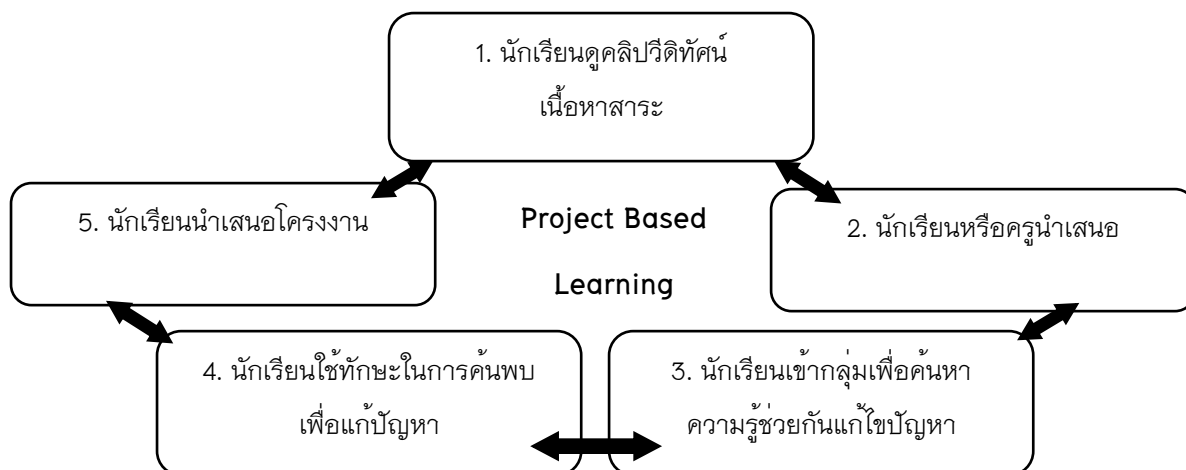 1. นักเรียนดูคลิปวีดิทัศน์
เนื้อหาสาระ
Project Based
Learning
2. นักเรียนหรือครูนำเสนอ
3. นักเรียนเข้ากลุ่มเพื่อค้นหา
ความรู้ช่วยกันแก้ไขปัญหา
4. นักเรียนใช้ทักษะในการค้นพบ
เพื่อแก้ปัญหา
5. นักเรียนนำเสนอโครงงาน